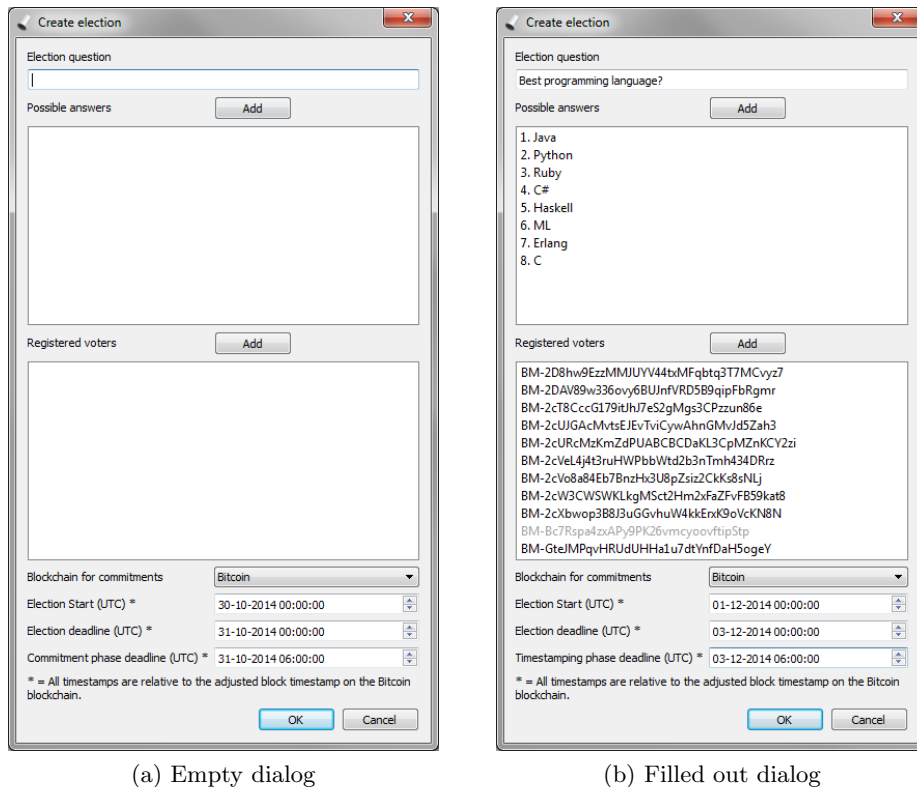 Create election
Election question
Possible answers
Add
Registered voters
Add
Blockchain for commitments
Bitcoin
Election Start (UTC) *
30-10-2014 00:00:00
Election deadline (UTC) *
31-10-2014 00:00:00
Commitment phase deadline (UTC) *
31-10-2014 06:00:00
* = All timestamps are relative to the adjusted block timestamp on the Bitcoin
blockchain.
OK
Cancel
(a) Empty dialog
Create election
Election question
Best programming language?
Possible answers
Add
1. Java
2. Python
3. Ruby
4. C#
5. Haskell
6. ML
7. Erlang
8. C
Registered voters
Add
BM-2D8hw9EzzMMJUYV44txMFqbtq3T7MCvyz7
BM-2DAV89w336ovy6BUJnfVRD5B9qipFbRgmr
BM-2cT8CccG179itJhJ7eS2gMgs3CPzzun86e
BM-2cUJGAcMvtsEJEvTviCywAhnGMvJd5Zah3
BM-2cURcMzKmZdPUABCBCDaKL3CpMZnKCY2zi
BM-2cVeL4j4t3ruHWPbbWtd2b3nTmh434DRrz
BM-2cVo8a84Eb7BnzHx3U8pZsiz2CkKs8sNLj
BM-2cW3CWSWKLkgMSct2Hm2xFaZFvFB59kat8
BM-2cXbwop3B8J3uGGvhuW4kkErxK9oVcKN8N
BM-Bc7Rspa4zxAPy9PK26vmcyoovftipStp
BM-GteJMPqvHRUdUHHa1u7dtYnfDaH5ogeY
Blockchain for commitments
Bitcoin
Election Start (UTC) *
01-12-2014 00:00:00
Election deadline (UTC) *
03-12-2014 00:00:00
Timestamping phase deadline (UTC) *
03-12-2014 06:00:00
* = All timestamps are relative to the adjusted block timestamp on the Bitcoin
blockchain.
OK
Cancel
(b) Filled out dialog